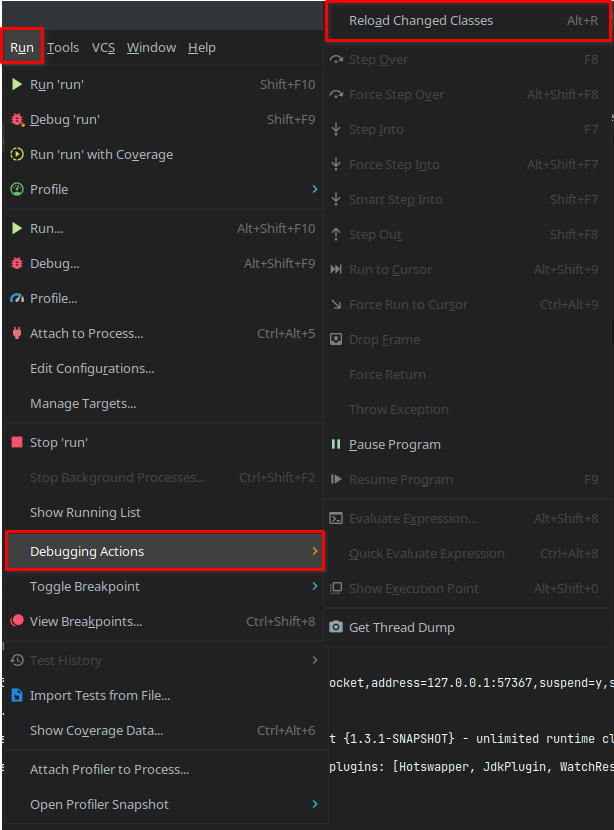 Run Tools VCS Window Help
Run 'run' Shift+F10
Debug 'run' Shift+F9
Run 'run' with Coverage
Profile
Run... Alt+Shift+F10
Debug... Alt+Shift+F9
Profile...
Attach to Process... Ctrl+Alt+5
Edit Configurations...
Manage Targets...
Stop 'run'
Stop Background Processes... Ctrl+Shift+F2
Show Running List
Debugging Actions
Toggle Breakpoint
View Breakpoints... Ctrl+Shift+8
Test History
Import Tests from File...
Show Coverage Data... Ctrl+Alt+6
Attach Profiler to Process...
Open Profiler Snapshot
Reload Changed Classes Alt+R
Step Over F8
Force Step Over Alt+Shift+F8
Step Into F7
Force Step Into Alt+Shift+F7
Smart Step Into Shift+F7
Step Out Shift+F8
Run to Cursor Alt+Shift+9
Force Run to Cursor Ctrl+Alt+9
Drop Frame
Force Return
Throw Exception
Pause Program
Resume Program F9
Evaluate Expression... Alt+Shift+8
Quick Evaluate Expression Ctrl+Alt+8
Show Execution Point Alt+Shift+0
Get Thread Dump
ocket,address=127.0.0.1:57367,suspend=y,s
t {1.3.1-SNAPSHOT} - unlimited runtime cl
plugins: [Hotswapper, JdkPlugin, WatchRes